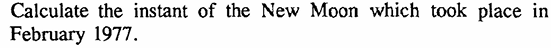 Calculate the instant of the New Moon which took place in
February 1977.